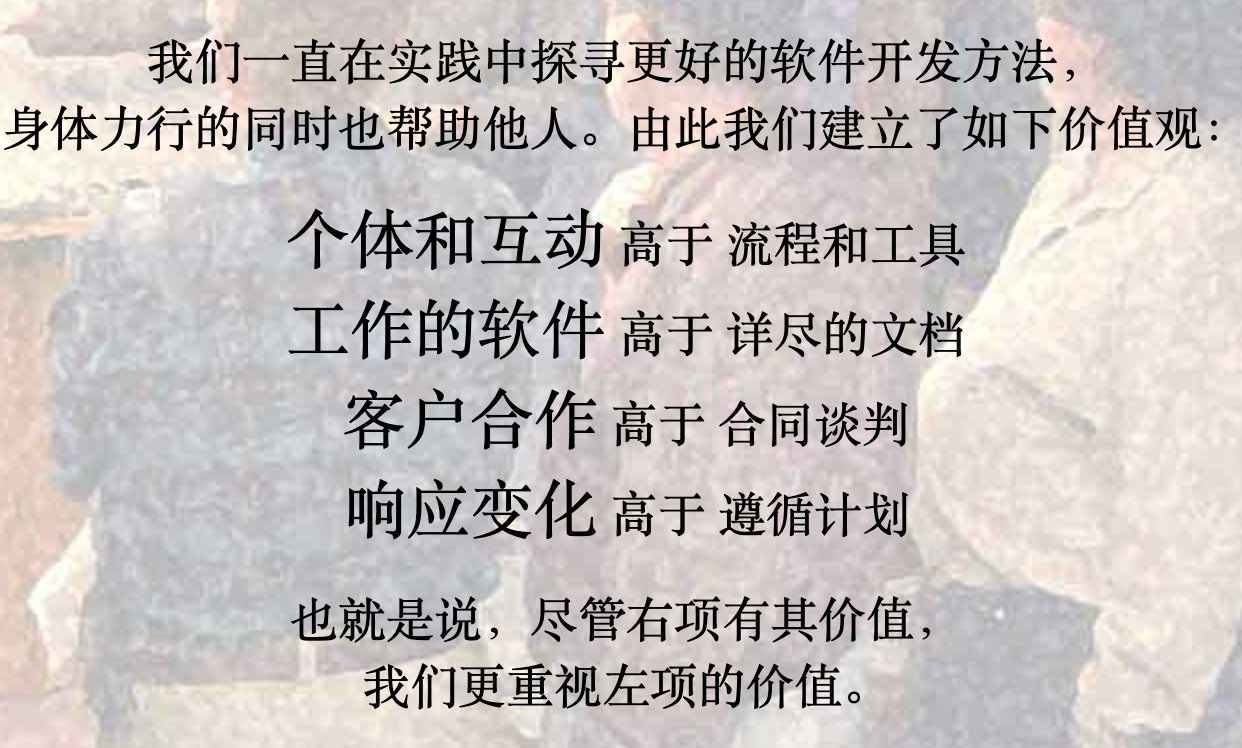 我们一直在实践中探寻更好的软件开发方法，
身体力行的同时也帮助他人。由此我们建立了如下价值观：
个体和互动 高于 流程和工具
工作的软件 高于 详尽的文档
客户合作 高于 合同谈判
响应变化 高于 遵循计划
也就是说，尽管右项有其价值，
我们更重视左项的价值。